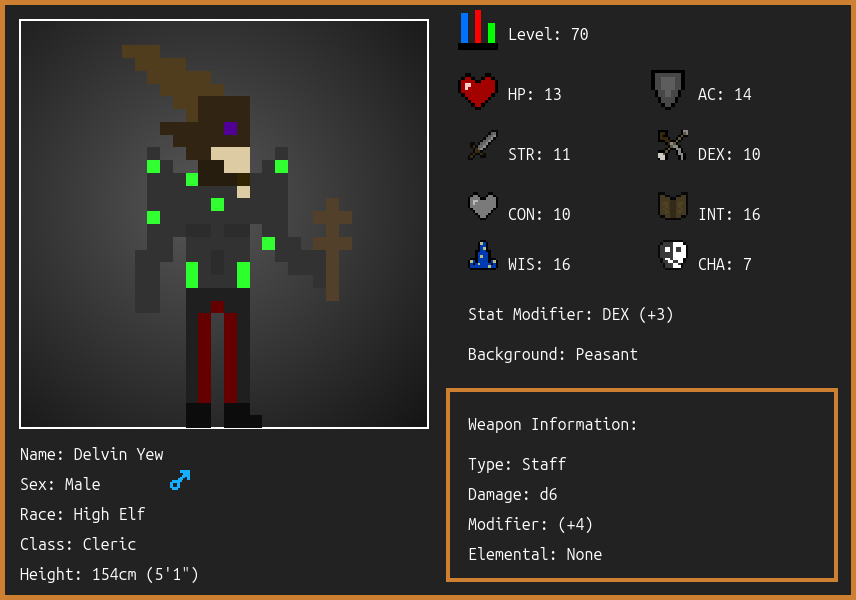 Level: 70
HP: 13
AC: 14
STR: 11
DEX: 10
CON: 10
INT: 16
WIS: 16
CHA: 7
Stat Modifier: DEX (+3)
Background: Peasant
Weapon Information:
Type: Staff
Damage: d6
Modifier: (+4)
Elemental: None
Name: Delvin Yew
Sex: Male
Race: High Elf
Class: Cleric
Height: 154cm (5'1")